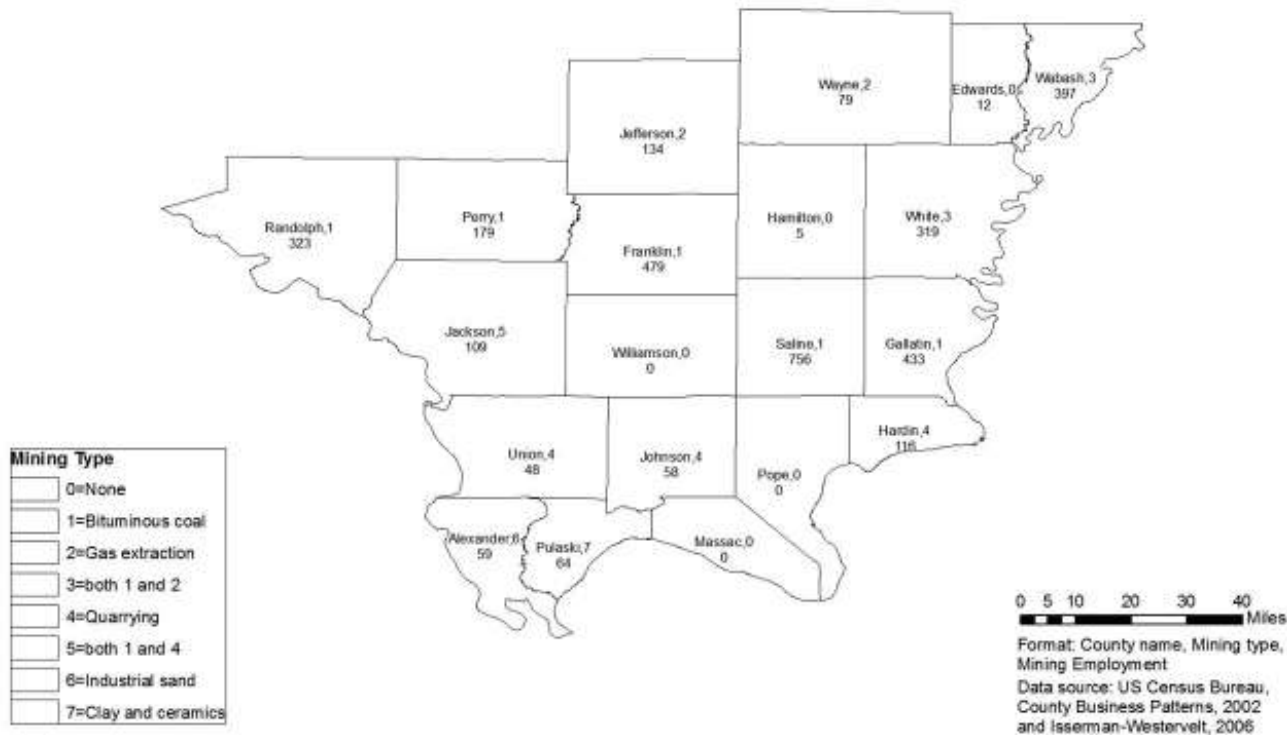 Wayne,2
79
Edwards,0
12
Wabash,3
397
Jefferson,2
134
Randolph,1
323
Perry,1
179
Franklin,1
479
Hamilton,0
5
White,3
319
Jackson,5
109
Williamson,0
0
Saline,1
756
Gallatin,1
433
Union,4
48
Johnson,4
58
Pope,0
0
Hardin,4
116
Alexander,6
59
Pulaski,7
64
Massac,0
0
Mining Type
0=None
1=Bituminous coal
2=Gas extraction
3=both 1 and 2
4=Quarrying
5=both 1 and 4
6=Industrial sand
7=Clay and ceramics
0 5 10 20 30 40
Miles
Format: County name, Mining type,
Mining Employment
Data source: US Census Bureau,
County Business Patterns, 2002
and Isserman-Westervelt, 2006